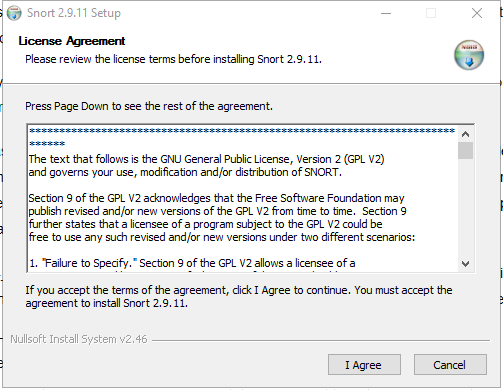 Snort 2.9.11 Setup
License Agreement
Please review the license terms before installing Snort 2.9.11.
Press Page Down to see the rest of the agreement.
***********************************************************************
******
The text that follows is the GNU General Public License, Version 2 (GPL V2)
and governs your use, modification and/or distribution of SNORT.
Section 9 of the GPL V2 acknowledges that the Free Software Foundation may
publish revised and/or new versions of the GPL V2 from time to time.  Section 9
further states that a licensee of a program subject to the GPL V2 could be
free to use any such revised and/or new versions under two different scenarios:
1. "Failure to Specify." Section 9 of the GPL V2 allows a licensee of a
If you accept the terms of the agreement, click I Agree to continue. You must accept the
agreement to install Snort 2.9.11.
Nullsoft Install System v2.46
I Agree
Cancel